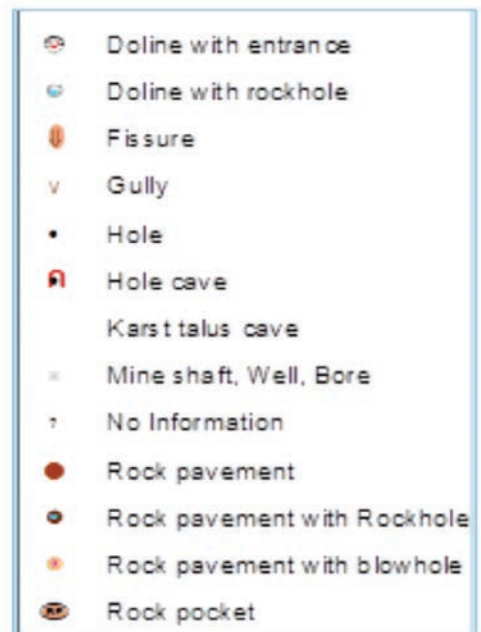 Doline with entrance
Doline with rockhole
Fissure
V Gully
Hole
Hole cave
Karst talus cave
Mine shaft, Well, Bore
? No Information
Rock pavement
Rock pavement with Rockhole
Rock pavement with blowhole
Rock pocket